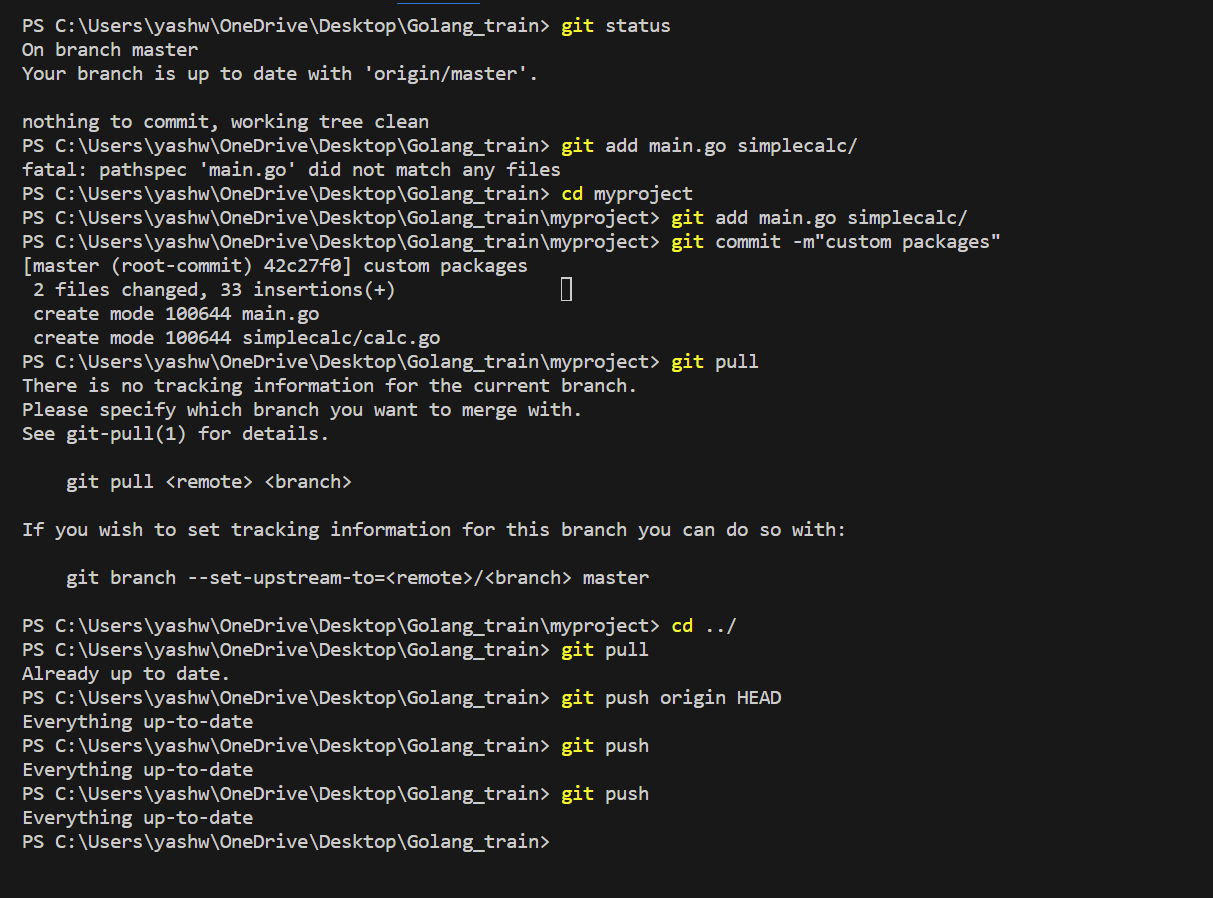 PS C:\Users\yashw\OneDrive\Desktop\Golang_train> git status
On branch master
Your branch is up to date with 'origin/master'.
nothing to commit, working tree clean
PS C:\Users\yashw\OneDrive\Desktop\Golang_train> git add main.go simplecalc/
fatal: pathspec 'main.go' did not match any files
PS C:\Users\yashw\OneDrive\Desktop\Golang_train> cd myproject
PS C:\Users\yashw\OneDrive\Desktop\Golang_train\myproject> git add main.go simplecalc/
PS C:\Users\yashw\OneDrive\Desktop\Golang_train\myproject> git commit -m"custom packages"
[master (root-commit) 42c27f0] custom packages
 2 files changed, 33 insertions(+)
 create mode 100644 main.go
 create mode 100644 simplecalc/calc.go
PS C:\Users\yashw\OneDrive\Desktop\Golang_train\myproject> git pull
There is no tracking information for the current branch.
Please specify which branch you want to merge with.
See git-pull(1) for details.
    git pull <remote> <branch>
If you wish to set tracking information for this branch you can do so with:
    git branch --set-upstream-to=<remote>/<branch> master
PS C:\Users\yashw\OneDrive\Desktop\Golang_train\myproject> cd ../
PS C:\Users\yashw\OneDrive\Desktop\Golang_train> git pull
Already up to date.
PS C:\Users\yashw\OneDrive\Desktop\Golang_train> git push origin HEAD
Everything up-to-date
PS C:\Users\yashw\OneDrive\Desktop\Golang_train> git push
Everything up-to-date
PS C:\Users\yashw\OneDrive\Desktop\Golang_train> git push
Everything up-to-date
PS C:\Users\yashw\OneDrive\Desktop\Golang_train>